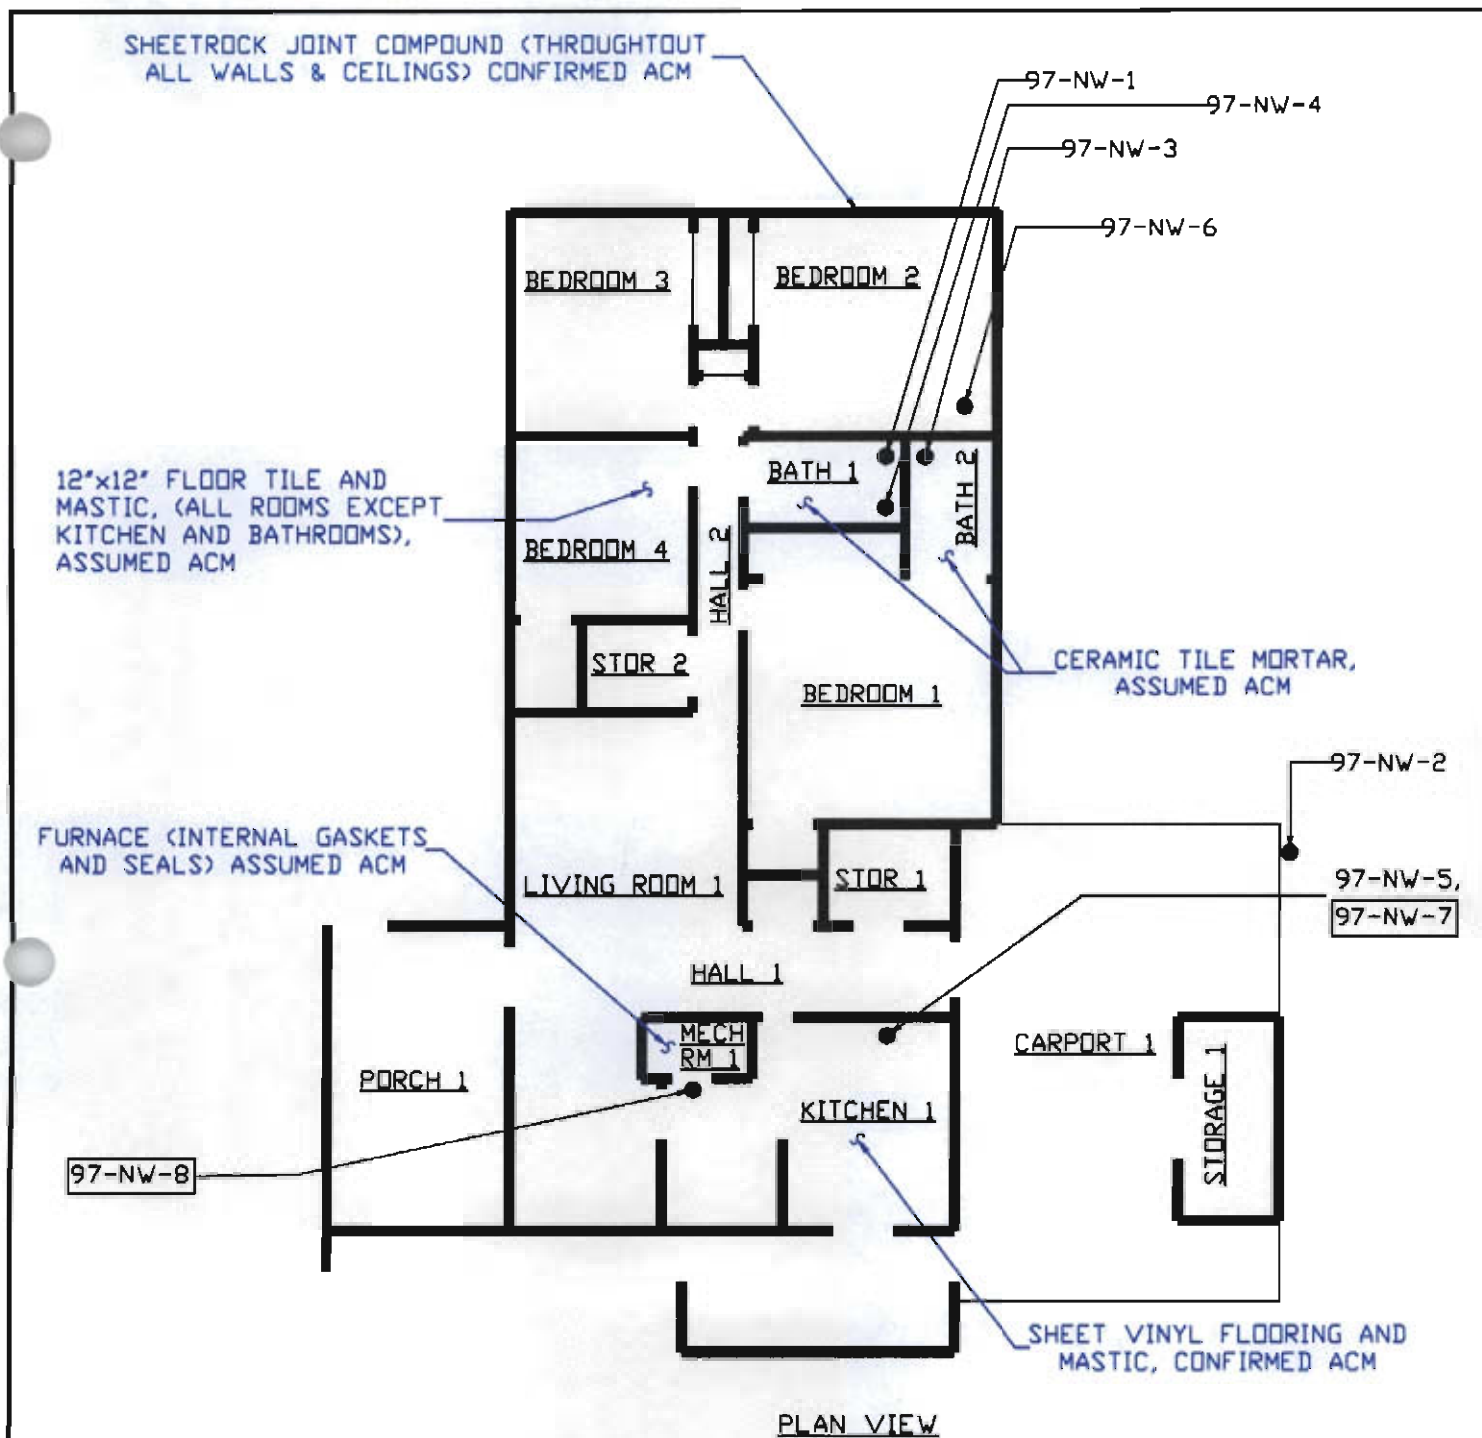 SHEETROCK JOINT COMPOUND (THROUGHTOUT
ALL WALLS & CEILINGS) CONFIRMED ACM
97-NW-1
97-NW-4
97-NW-3
97-NW-6
BEDROOM 3
BEDROOM 2
12"x12" FLOOR TILE AND
MASTIC, (ALL ROOMS EXCEPT
KITCHEN AND BATHROOMS),
ASSUMED ACM
BATH 1
BATH 2
BEDROOM 4
HALL 2
STOR 2
BEDROOM 1
CERAMIC TILE MORTAR,
ASSUMED ACM
97-NW-2
FURNACE (INTERNAL GASKETS
AND SEALS) ASSUMED ACM
LIVING ROOM 1
STOR 1
97-NW-5,
97-NW-7
HALL 1
MECH
RM 1
CARPORT 1
STORAGE 1
PORCH 1
KITCHEN 1
97-NW-8
SHEET VINYL FLOORING AND
MASTIC, CONFIRMED ACM
PLAN VIEW